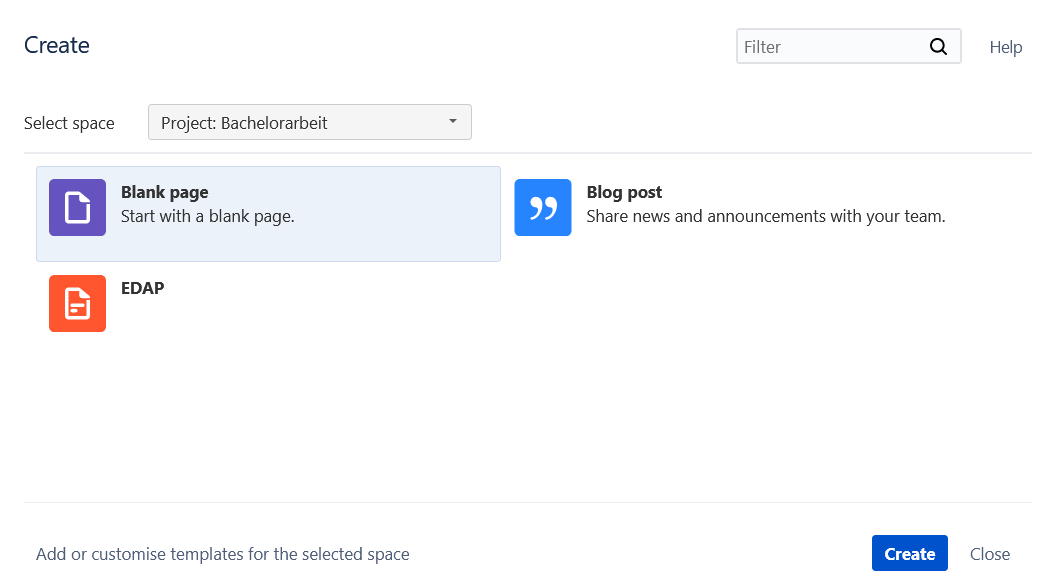 Create
Filter
Help
Select space
Project: Bachelorarbeit
Blank page
Start with a blank page.
Blog post
Share news and announcements with your team.
EDAP
Add or customise templates for the selected space
Create
Close